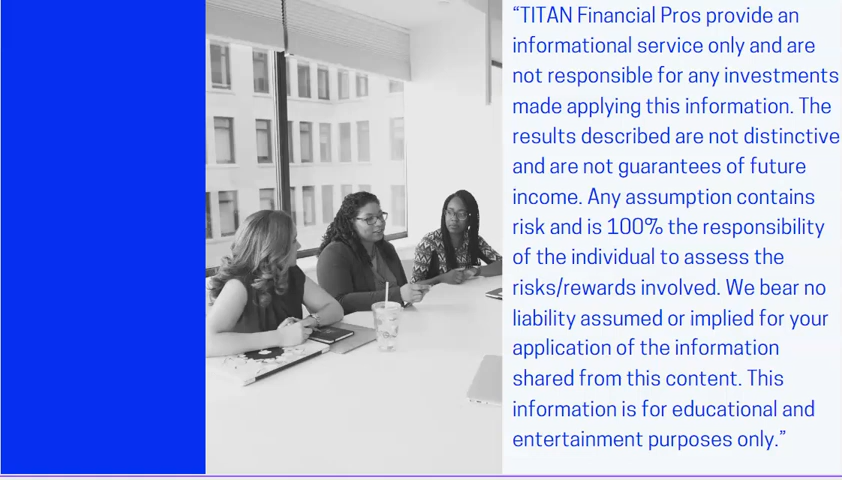 “TITAN Financial Pros provide an
informational service only and are
not responsible for any investments
made applying this information. The
results described are not distinctive
and are not guarantees of future
income. Any assumption contains
risk and is 100% the responsibility
of the individual to assess the
risks/rewards involved. We bear no
liability assumed or implied for your
application of the information
shared from this content. This
information is for educational and
entertainment purposes only.”